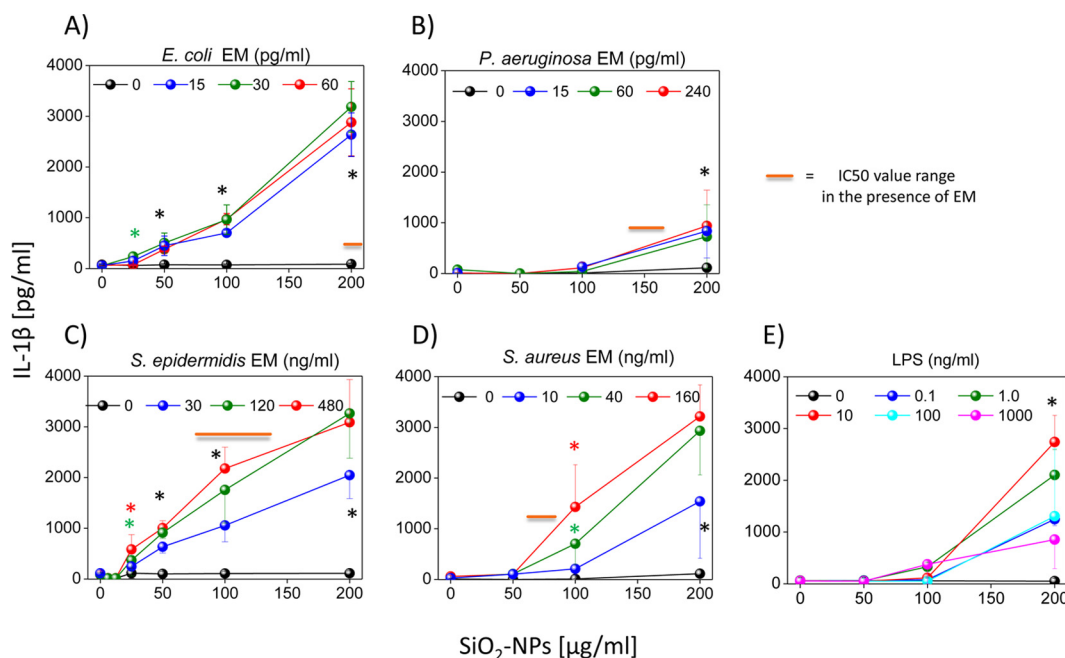 A)
E. coli EM (pg/ml)
0 15 30 60
4000
3000
2000
1000
0
0 50 100 150 200
* * * *
B)
P. aeruginosa EM (pg/ml)
0 15 60 240
4000
3000
2000
1000
0
0 50 100 150 200
*
= IC50 value range
in the presence of EM
IL-1β [pg/ml]
C)
S. epidermidis EM (ng/ml)
0 30 120 480
4000
3000
2000
1000
0
0 50 100 150 200
* * * * *
D)
S. aureus EM (ng/ml)
0 10 40 160
4000
3000
2000
1000
0
0 50 100 150 200
* * *
E)
LPS (ng/ml)
0 0.1 1.0
10 100 1000
4000
3000
2000
1000
0
0 50 100 150 200
*
SiO₂-NPs [µg/ml]